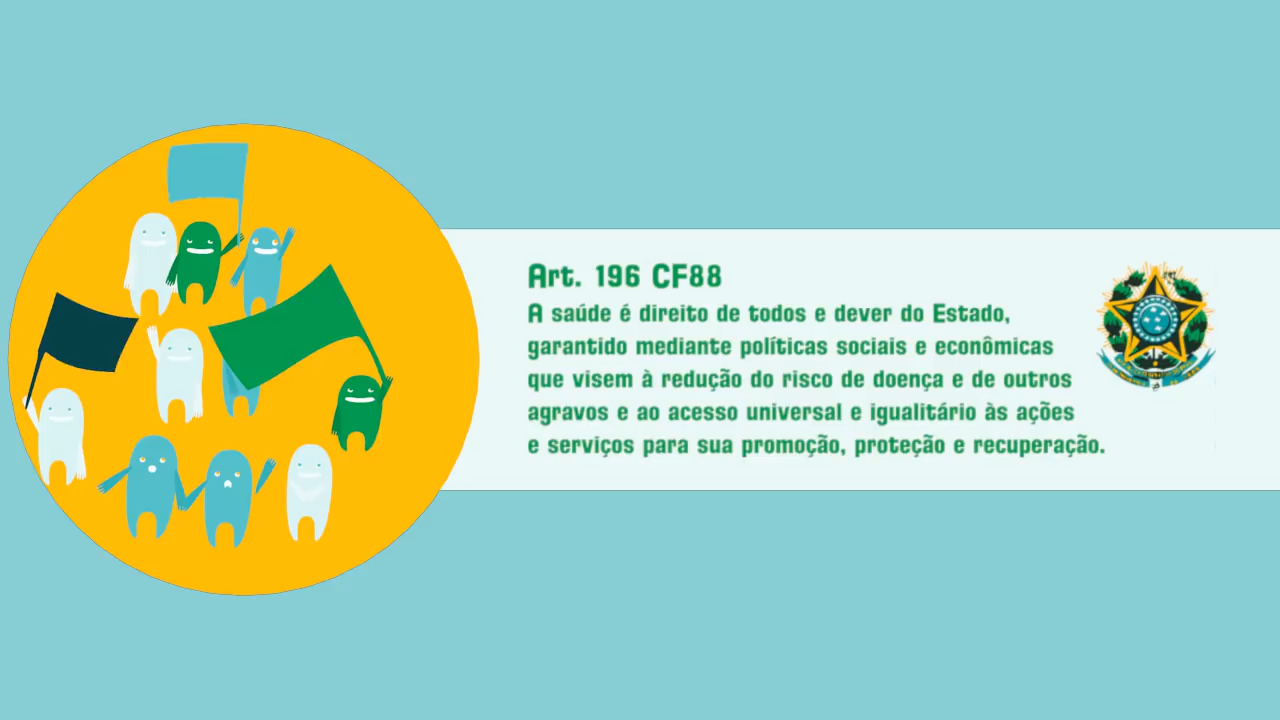 Art. 196 CF88
A saúde é direito de todos e dever do Estado,
garantido mediante políticas sociais e econômicas
que visem à redução do risco de doença e de outros
agravos e ao acesso universal e igualitário às ações
e serviços para sua promoção, proteção e recuperação.